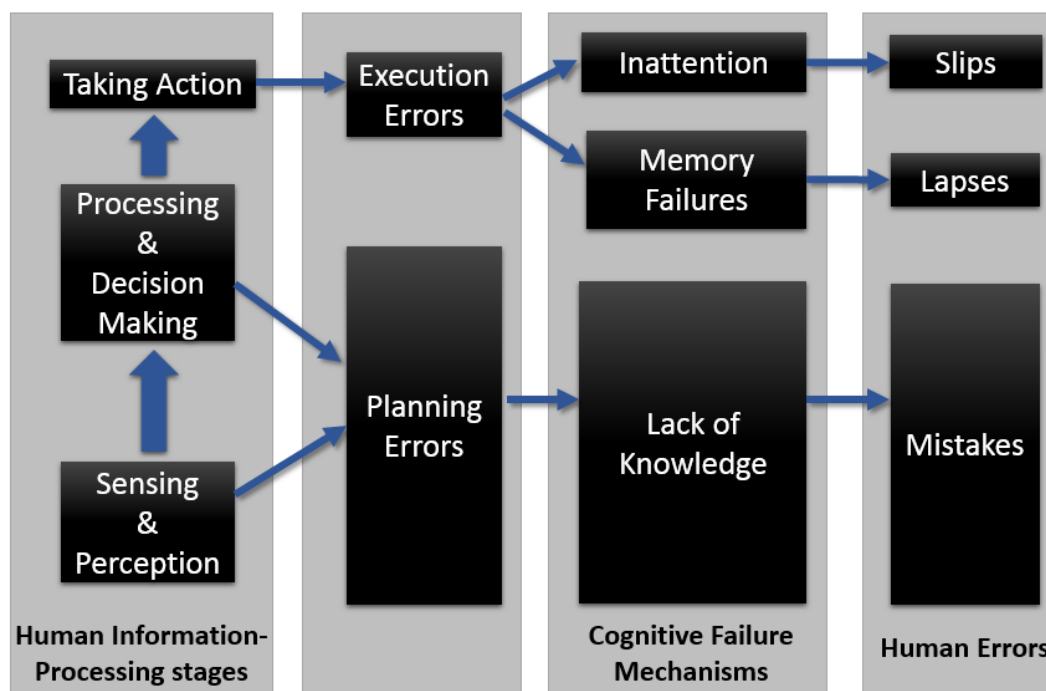 Taking Action
Processing
&
Decision
Making
Sensing
&
Perception
Human Information-
Processing stages
Execution
Errors
Planning
Errors
Inattention
Memory
Failures
Lack of
Knowledge
Cognitive Failure
Mechanisms
Slips
Lapses
Mistakes
Human Errors